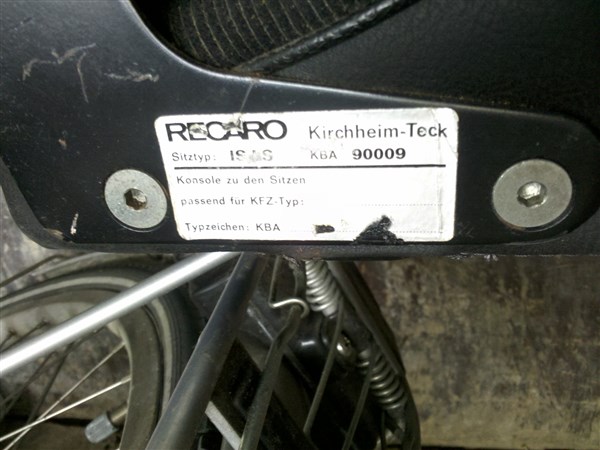 RECARO Kirchheim-Teck
Sitztyp: KBA 90009
Konsole zu den Sitzen
passend für KFZ-Typ:
Typzeichen: KBA